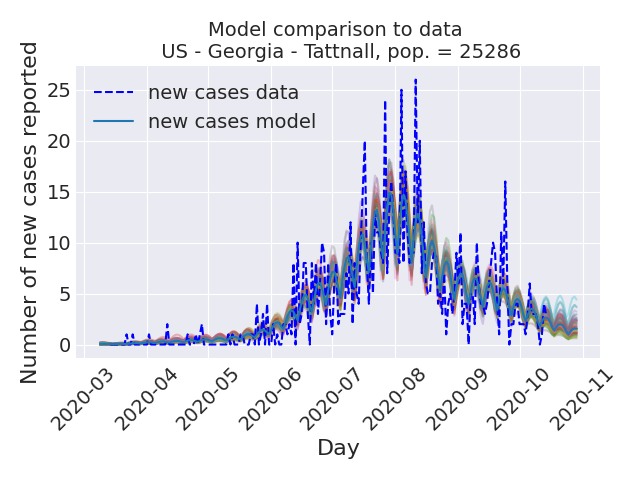 Model comparison to data
US - Georgia - Tattnall, pop. = 25286
Number of new cases reported
25
20
15
10
5
0
new cases data
new cases model
2020-03
2020-04
2020-05
2020-06
2020-07
2020-08
2020-09
2020-10
2020-11
Day